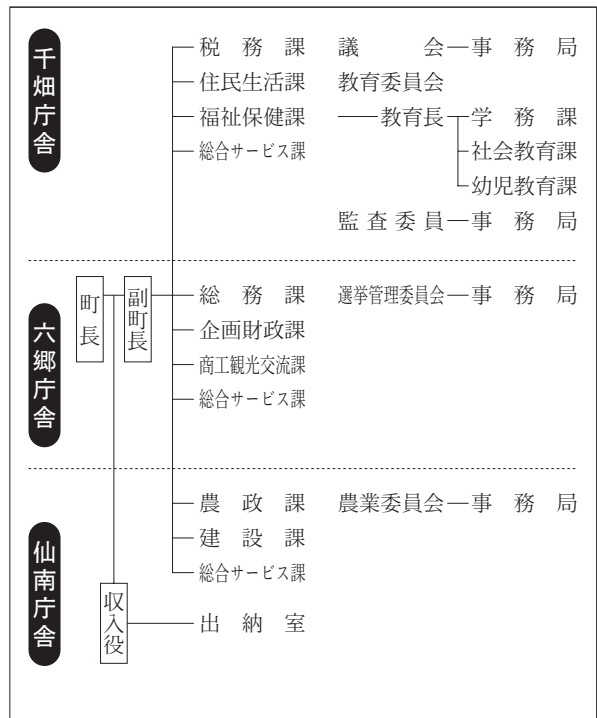 千畑庁舎
税務課 議会―事務局
住民生活課 教育委員会
福祉保健課 ――教育長 学務課
総合サービス課 社会教育課
幼児教育課
監査委員―事務局
六郷庁舎
町長
副町長
総務課 選挙管理委員会―事務局
企画財政課
商工観光交流課
総合サービス課
仙南庁舎
農政課 農業委員会―事務局
建設課
総合サービス課
収入役
出納室